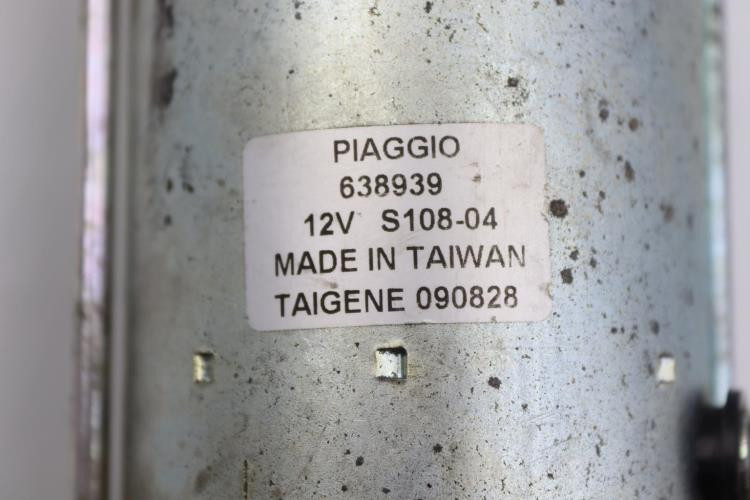 PIAGGIO
638939
12V S108-04
MADE IN TAIWAN
TAIGENE 090828